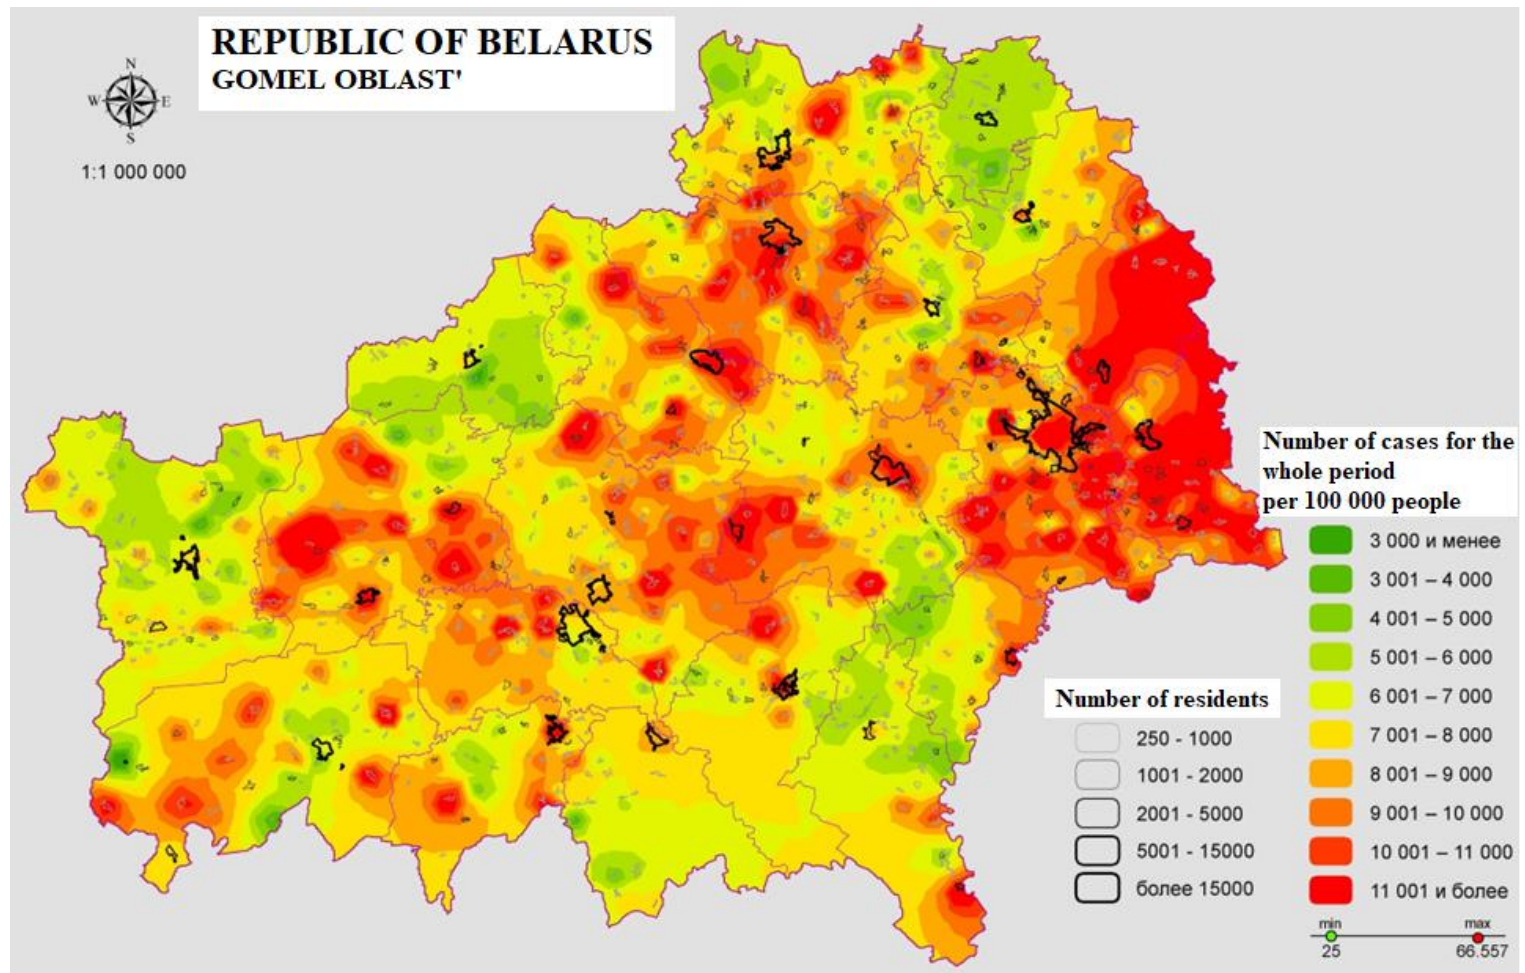 REPUBLIC OF BELARUS
GOMEL OBLAST'
N
W E
S
1:1 000 000
Number of cases for the
whole period
per 100 000 people
3 000 и менее
3 001 – 4 000
4 001 – 5 000
5 001 – 6 000
6 001 – 7 000
7 001 – 8 000
8 001 – 9 000
9 001 – 10 000
10 001 – 11 000
11 001 и более
min max
25 66.557
Number of residents
250 - 1000
1001 - 2000
2001 - 5000
5001 - 15000
более 15000